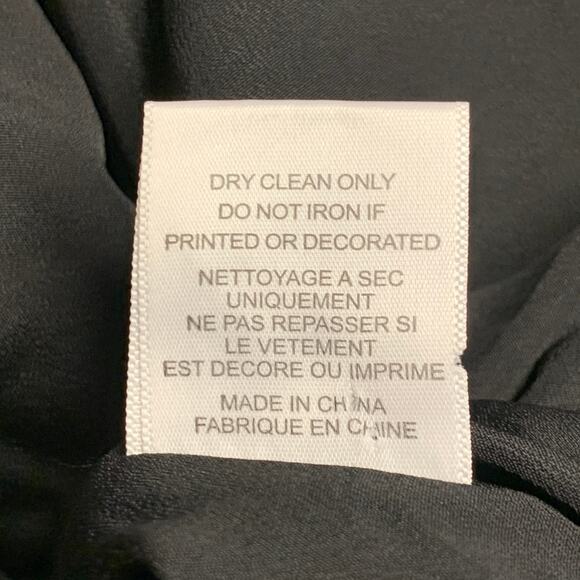 DRY CLEAN ONLY
DO NOT IRON IF
PRINTED OR DECORATED
NETTOYAGE A SEC
UNIQUEMENT
NE PAS REPASSER SI
LE VETEMENT
EST DECORE OU IMPRIME
MADE IN CHINA
FABRIQUE EN CHINE